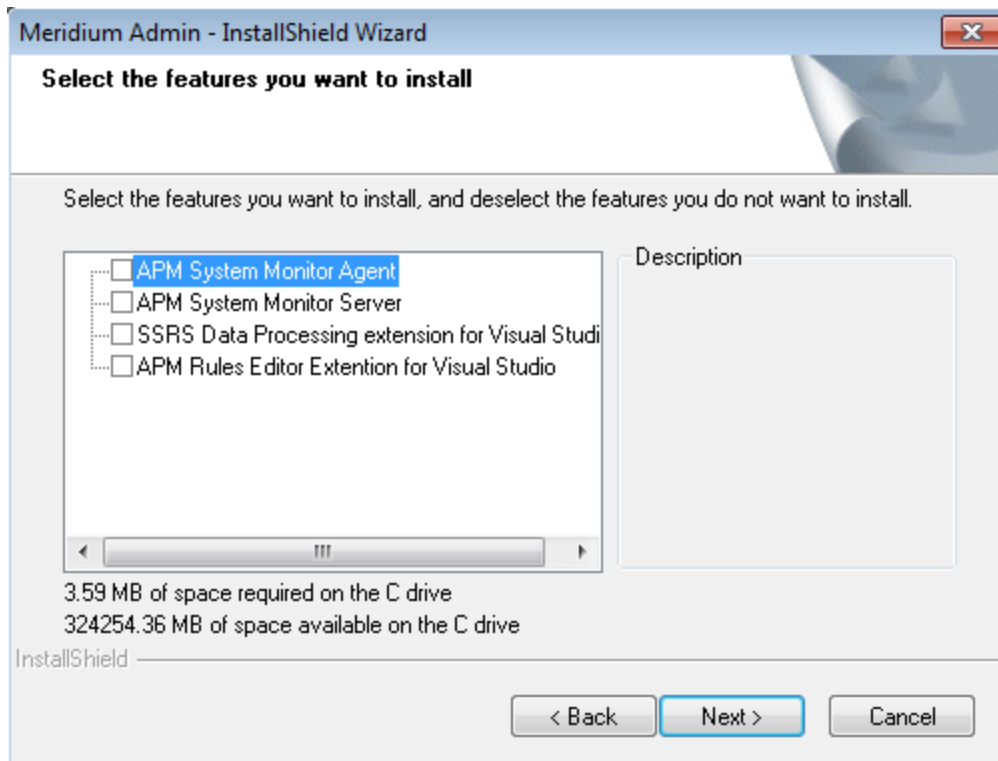 Meridium Admin - InstallShield Wizard
Select the features you want to install
Select the features you want to install, and deselect the features you do not want to install.
APM System Monitor Agent
Description
APM System Monitor Server
SSRS Data Processing extension for Visual Studi
APM Rules Editor Extention for Visual Studio
3.59 MB of space required on the C drive
324254.36 MB of space available on the C drive
InstallShield
< Back
Next >
Cancel